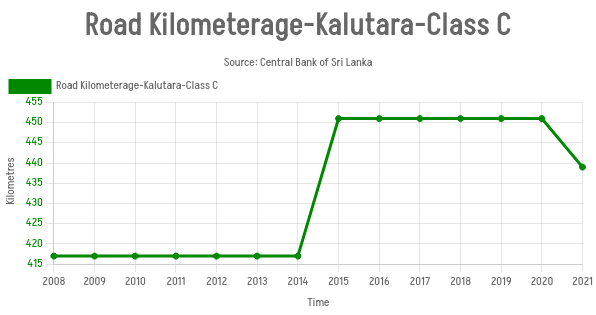 Road Kilometerage-Kalutara-Class C
Source: Central Bank of Sri Lanka
Road Kilometerage-Kalutara-Class C
455
450
445
440
435
430
425
420
415
Kilometres
2008 2009 2010 2011 2012 2013 2014 2015 2016 2017 2018 2019 2020 2021
Time